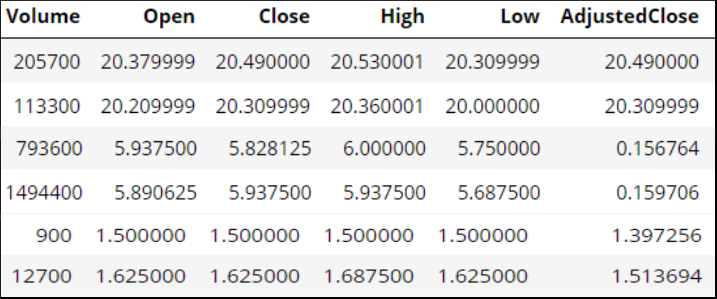 Volume Open Close High Low AdjustedClose
205700 20.379999 20.490000 20.530001 20.309999 20.490000
113300 20.209999 20.309999 20.360001 20.000000 20.309999
793600 5.937500 5.828125 6.000000 5.750000 0.156764
1494400 5.890625 5.937500 5.937500 5.687500 0.159706
900 1.500000 1.500000 1.500000 1.500000 1.397256
12700 1.625000 1.625000 1.687500 1.625000 1.513694